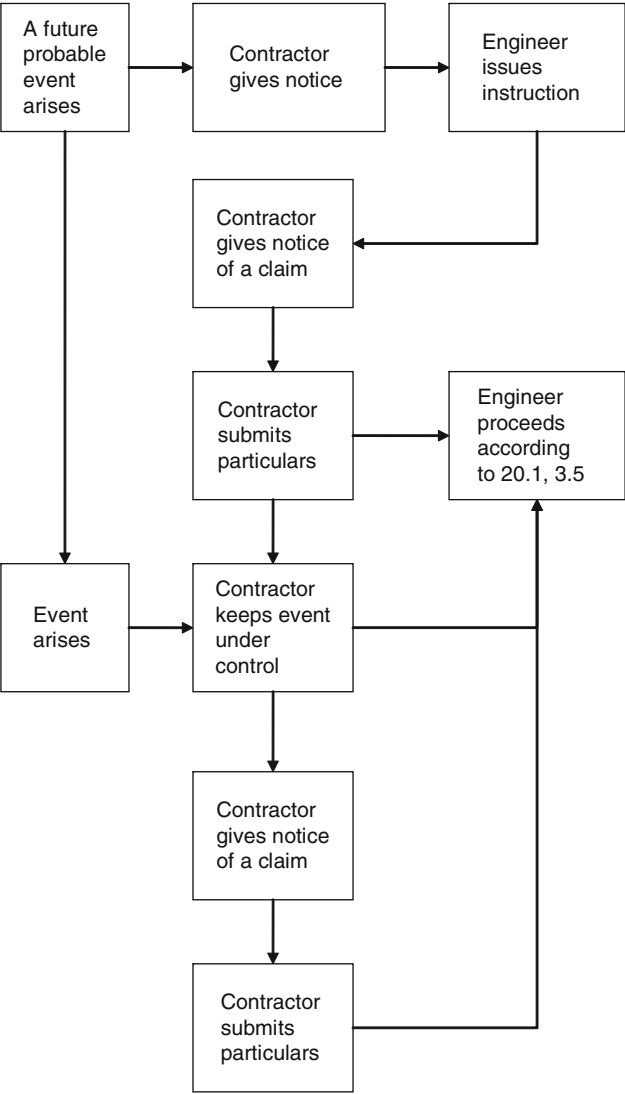 A future
probable
event
arises
Contractor
gives notice
Engineer
issues
instruction
Contractor
gives notice
of a claim
Contractor
submits
particulars
Engineer
proceeds
according
to 20.1, 3.5
Event
arises
Contractor
keeps event
under
control
Contractor
gives notice
of a claim
Contractor
submits
particulars